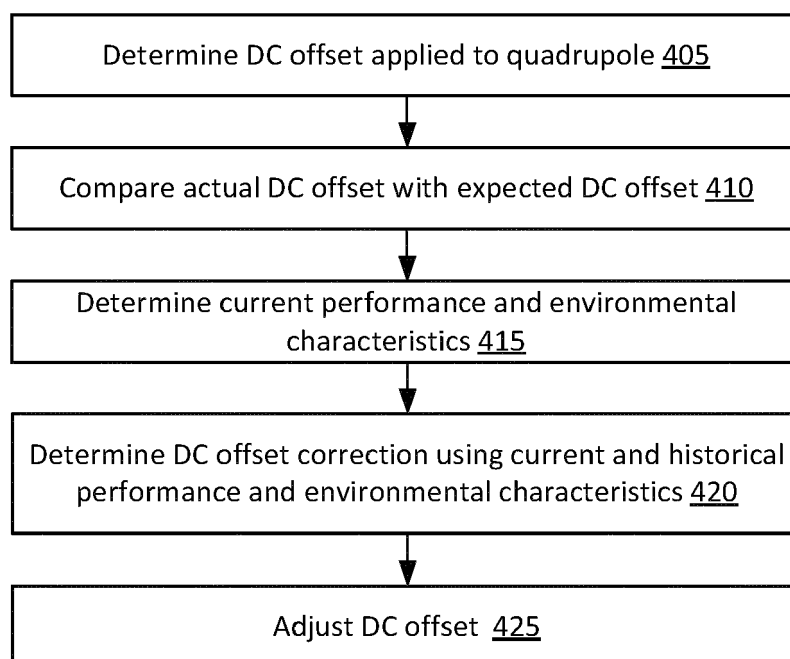 Determine DC offset applied to quadrupole 405
Compare actual DC offset with expected DC offset 410
Determine current performance and environmental
characteristics 415
Determine DC offset correction using current and historical
performance and environmental characteristics 420
Adjust DC offset 425